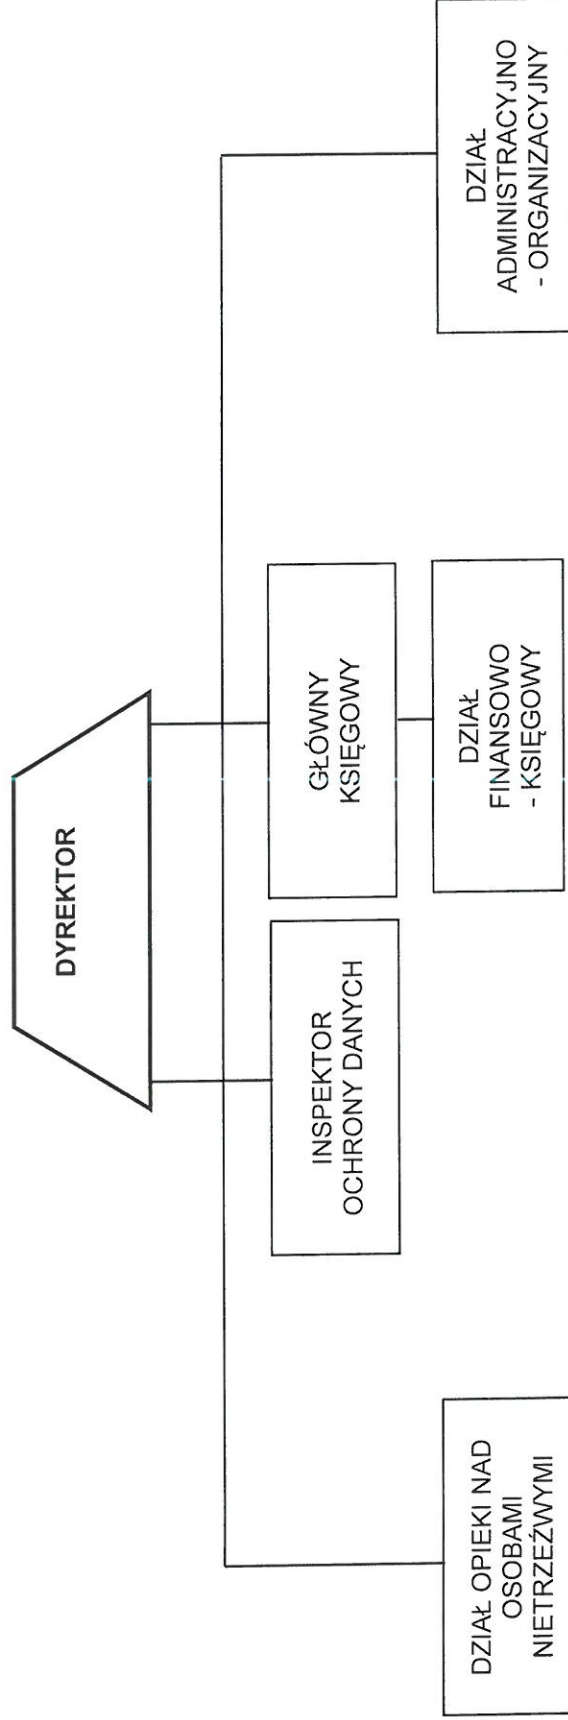 DYREKTOR
INSPEKTOR
OCHRONY DANYCH
GŁÓWNY
KSIĘGOWY
DZIAŁ OPIEKI NAD
OSOBAMI
NIETRZEŹWYMI
DZIAŁ
FINANSOWO
- KSIĘGOWY
DZIAŁ
ADMINISTRACYJNO
- ORGANIZACYJNY